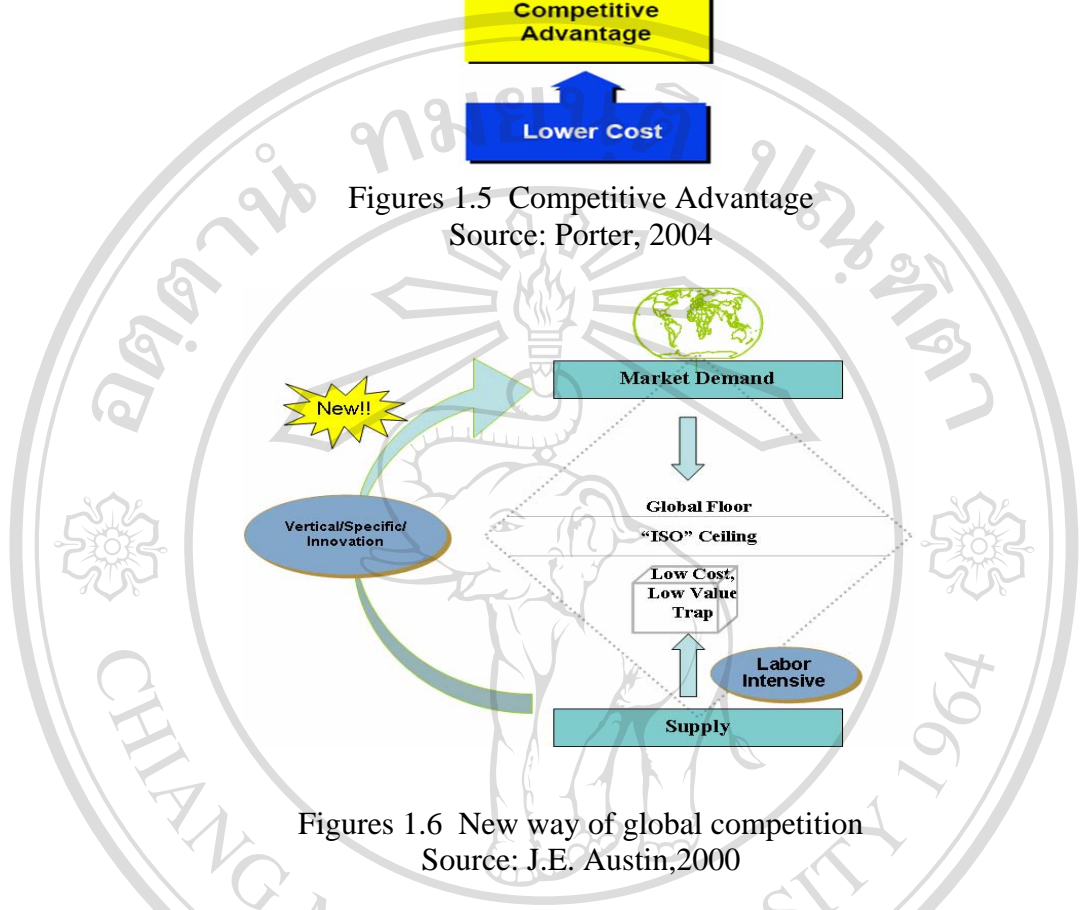 Competitive
Advantage
Lower Cost
Figures 1.5  Competitive Advantage
Source: Porter, 2004
Market Demand
New!!
Global Floor
Vertical/Specific/
Innovation
“ISO” Ceiling
Low Cost,
Low Value
Trap
Labor
Intensive
Supply
Figures 1.6  New way of global competition
Source: J.E. Austin,2000
1964